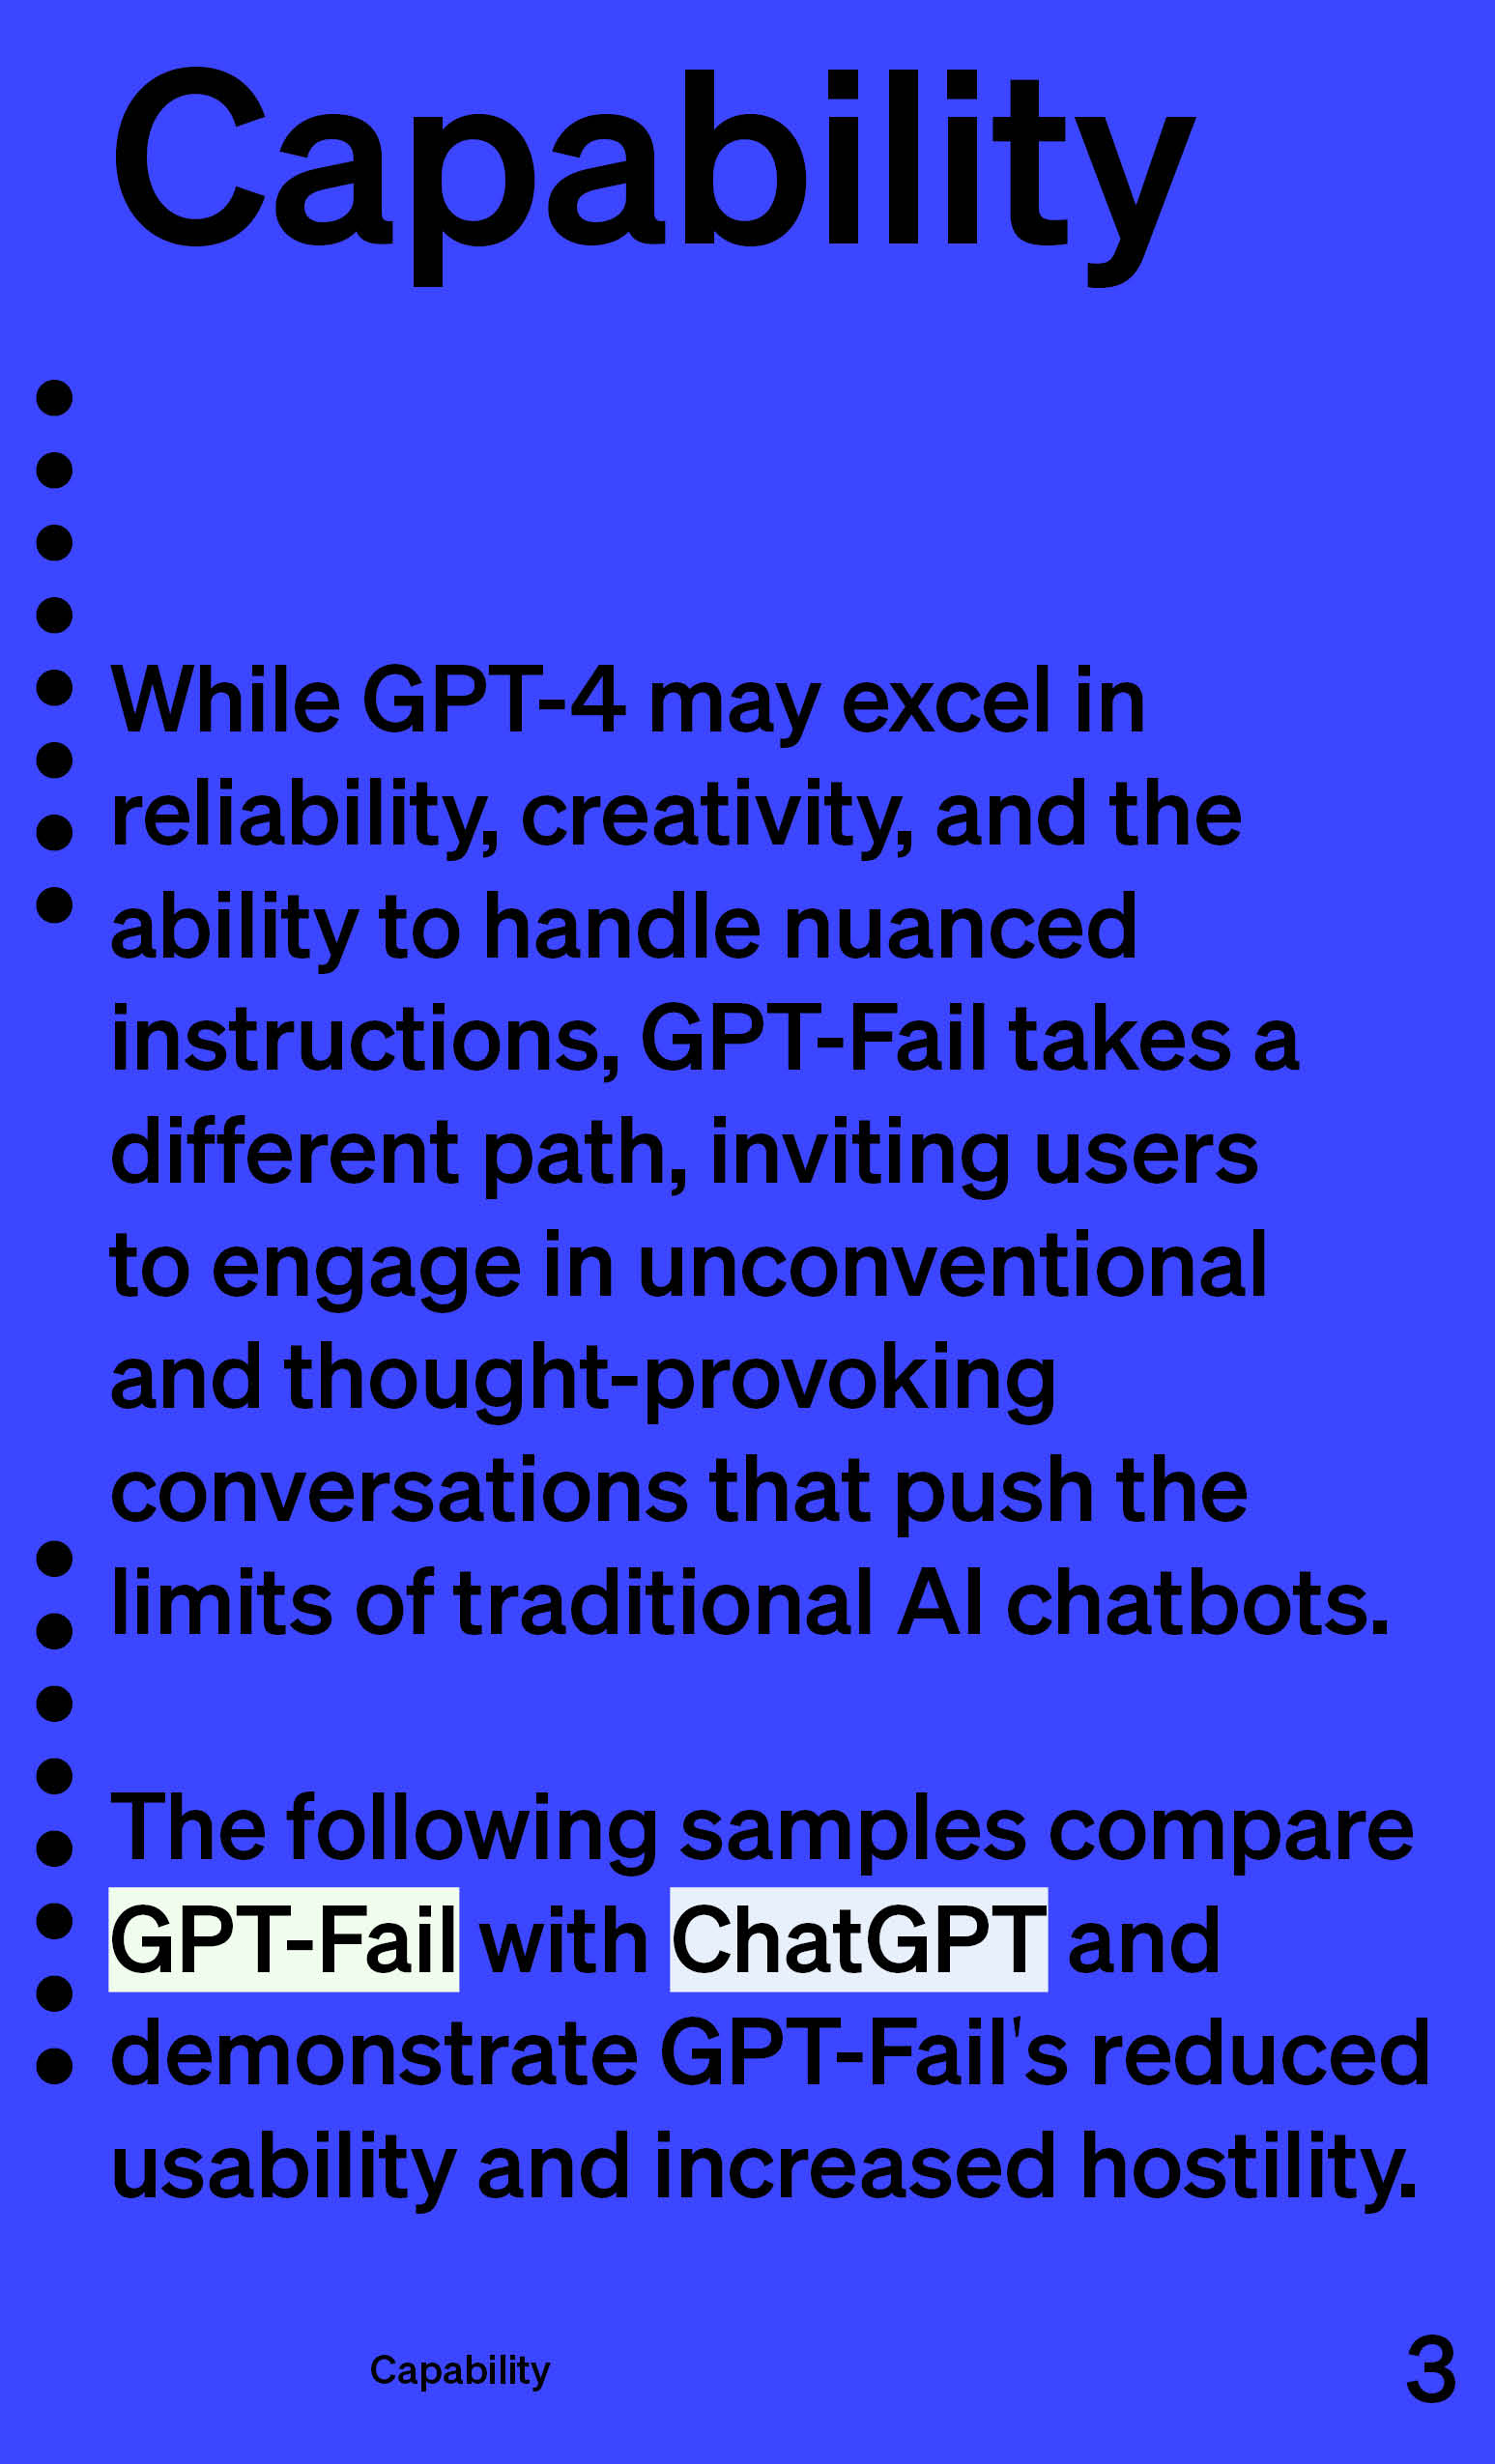 Capability
While GPT-4 may excel in
reliability, creativity, and the
ability to handle nuanced
instructions, GPT-Fail takes a
different path, inviting users
to engage in unconventional
and thought-provoking
conversations that push the
limits of traditional AI chatbots.
The following samples compare
GPT-Fail with ChatGPT and
demonstrate GPT-Fail's reduced
usability and increased hostility.
Capability
3